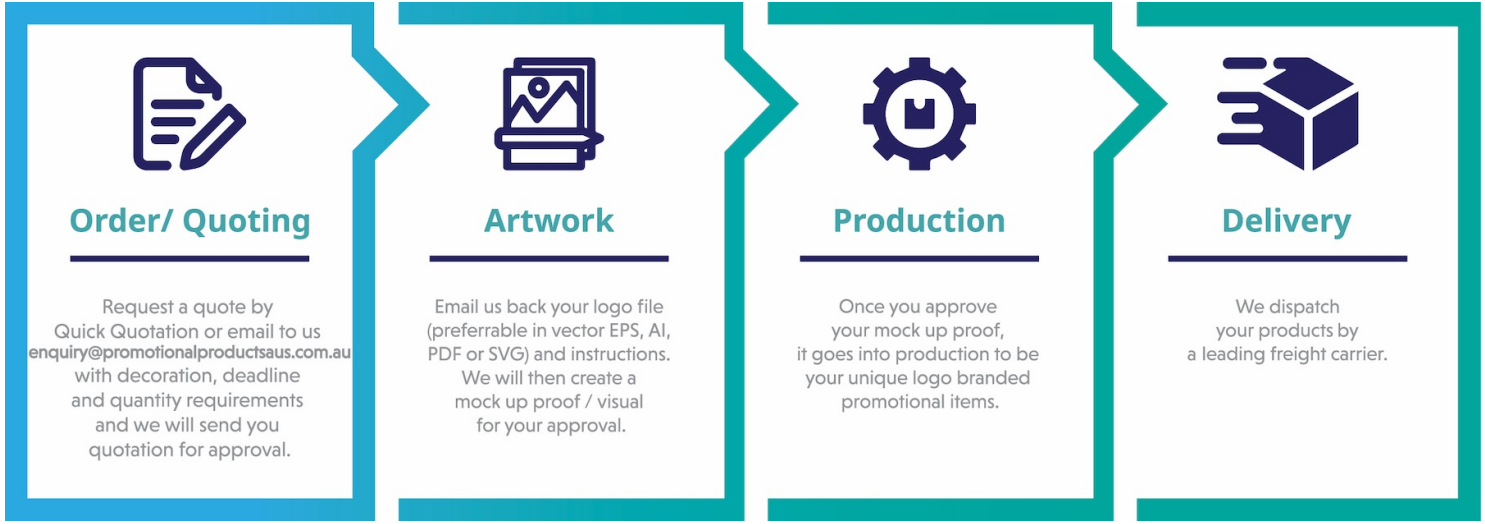 Order/ Quoting
Request a quote by
Quick Quotation or email to us
enquiry@promotionalproductsaus.com.au
with decoration, deadline
and quantity requirements
and we will send you
quotation for approval.
Artwork
Email us back your logo file
(preferrable in vector EPS, AI,
PDF or SVG) and instructions.
We will then create a
mock up proof / visual
for your approval.
Production
Once you approve
your mock up proof,
it goes into production to be
your unique logo branded
promotional items.
Delivery
We dispatch
your products by
a leading freight carrier.